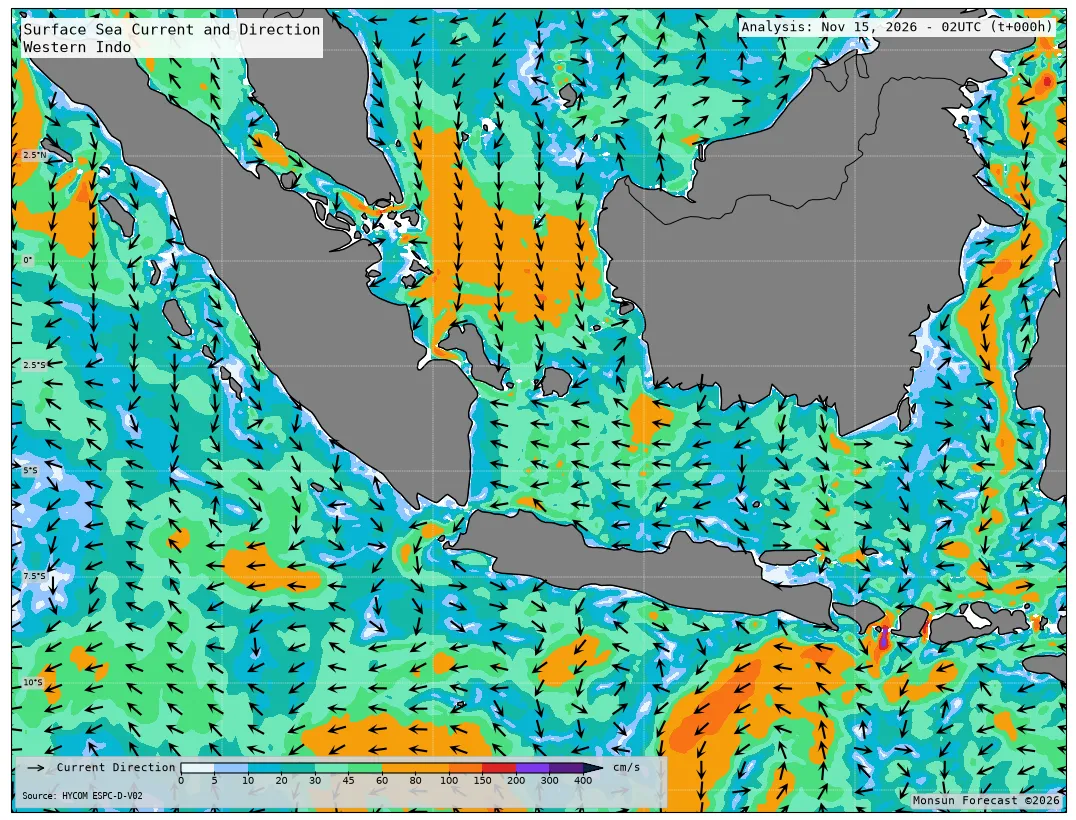 Surface Sea Current and Direction
Western Indo
Analysis: Nov 15, 2026 - 02UTC (t+000h)
2.5°N
0°
2.5°S
5°S
7.5°S
10°S
Current Direction
0 5 10 20 30 45 60 80 100 150 200 300 400
cm/s
Source: HYCOM ESPC-D-V02
Monsun Forecast ©2026